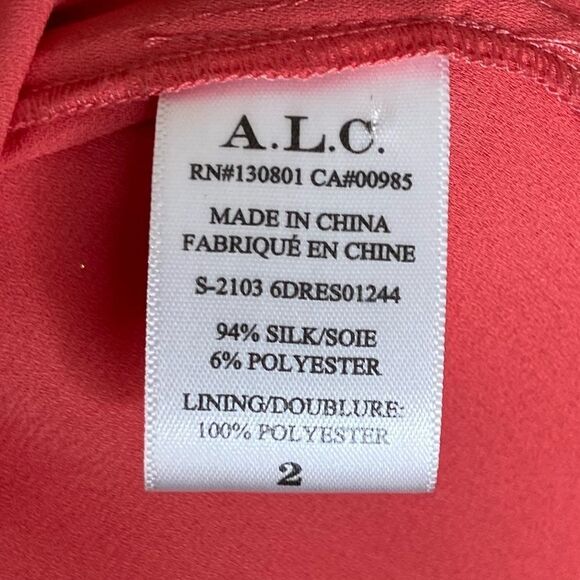 A.L.C.
RN#130801 CA#00985
MADE IN CHINA
FABRIQUÉ EN CHINE
S-2103 6DRES01244
94% SILK/SOIE
6% POLYESTER
LINING/DOUBLURE:
100% POLYESTER
2